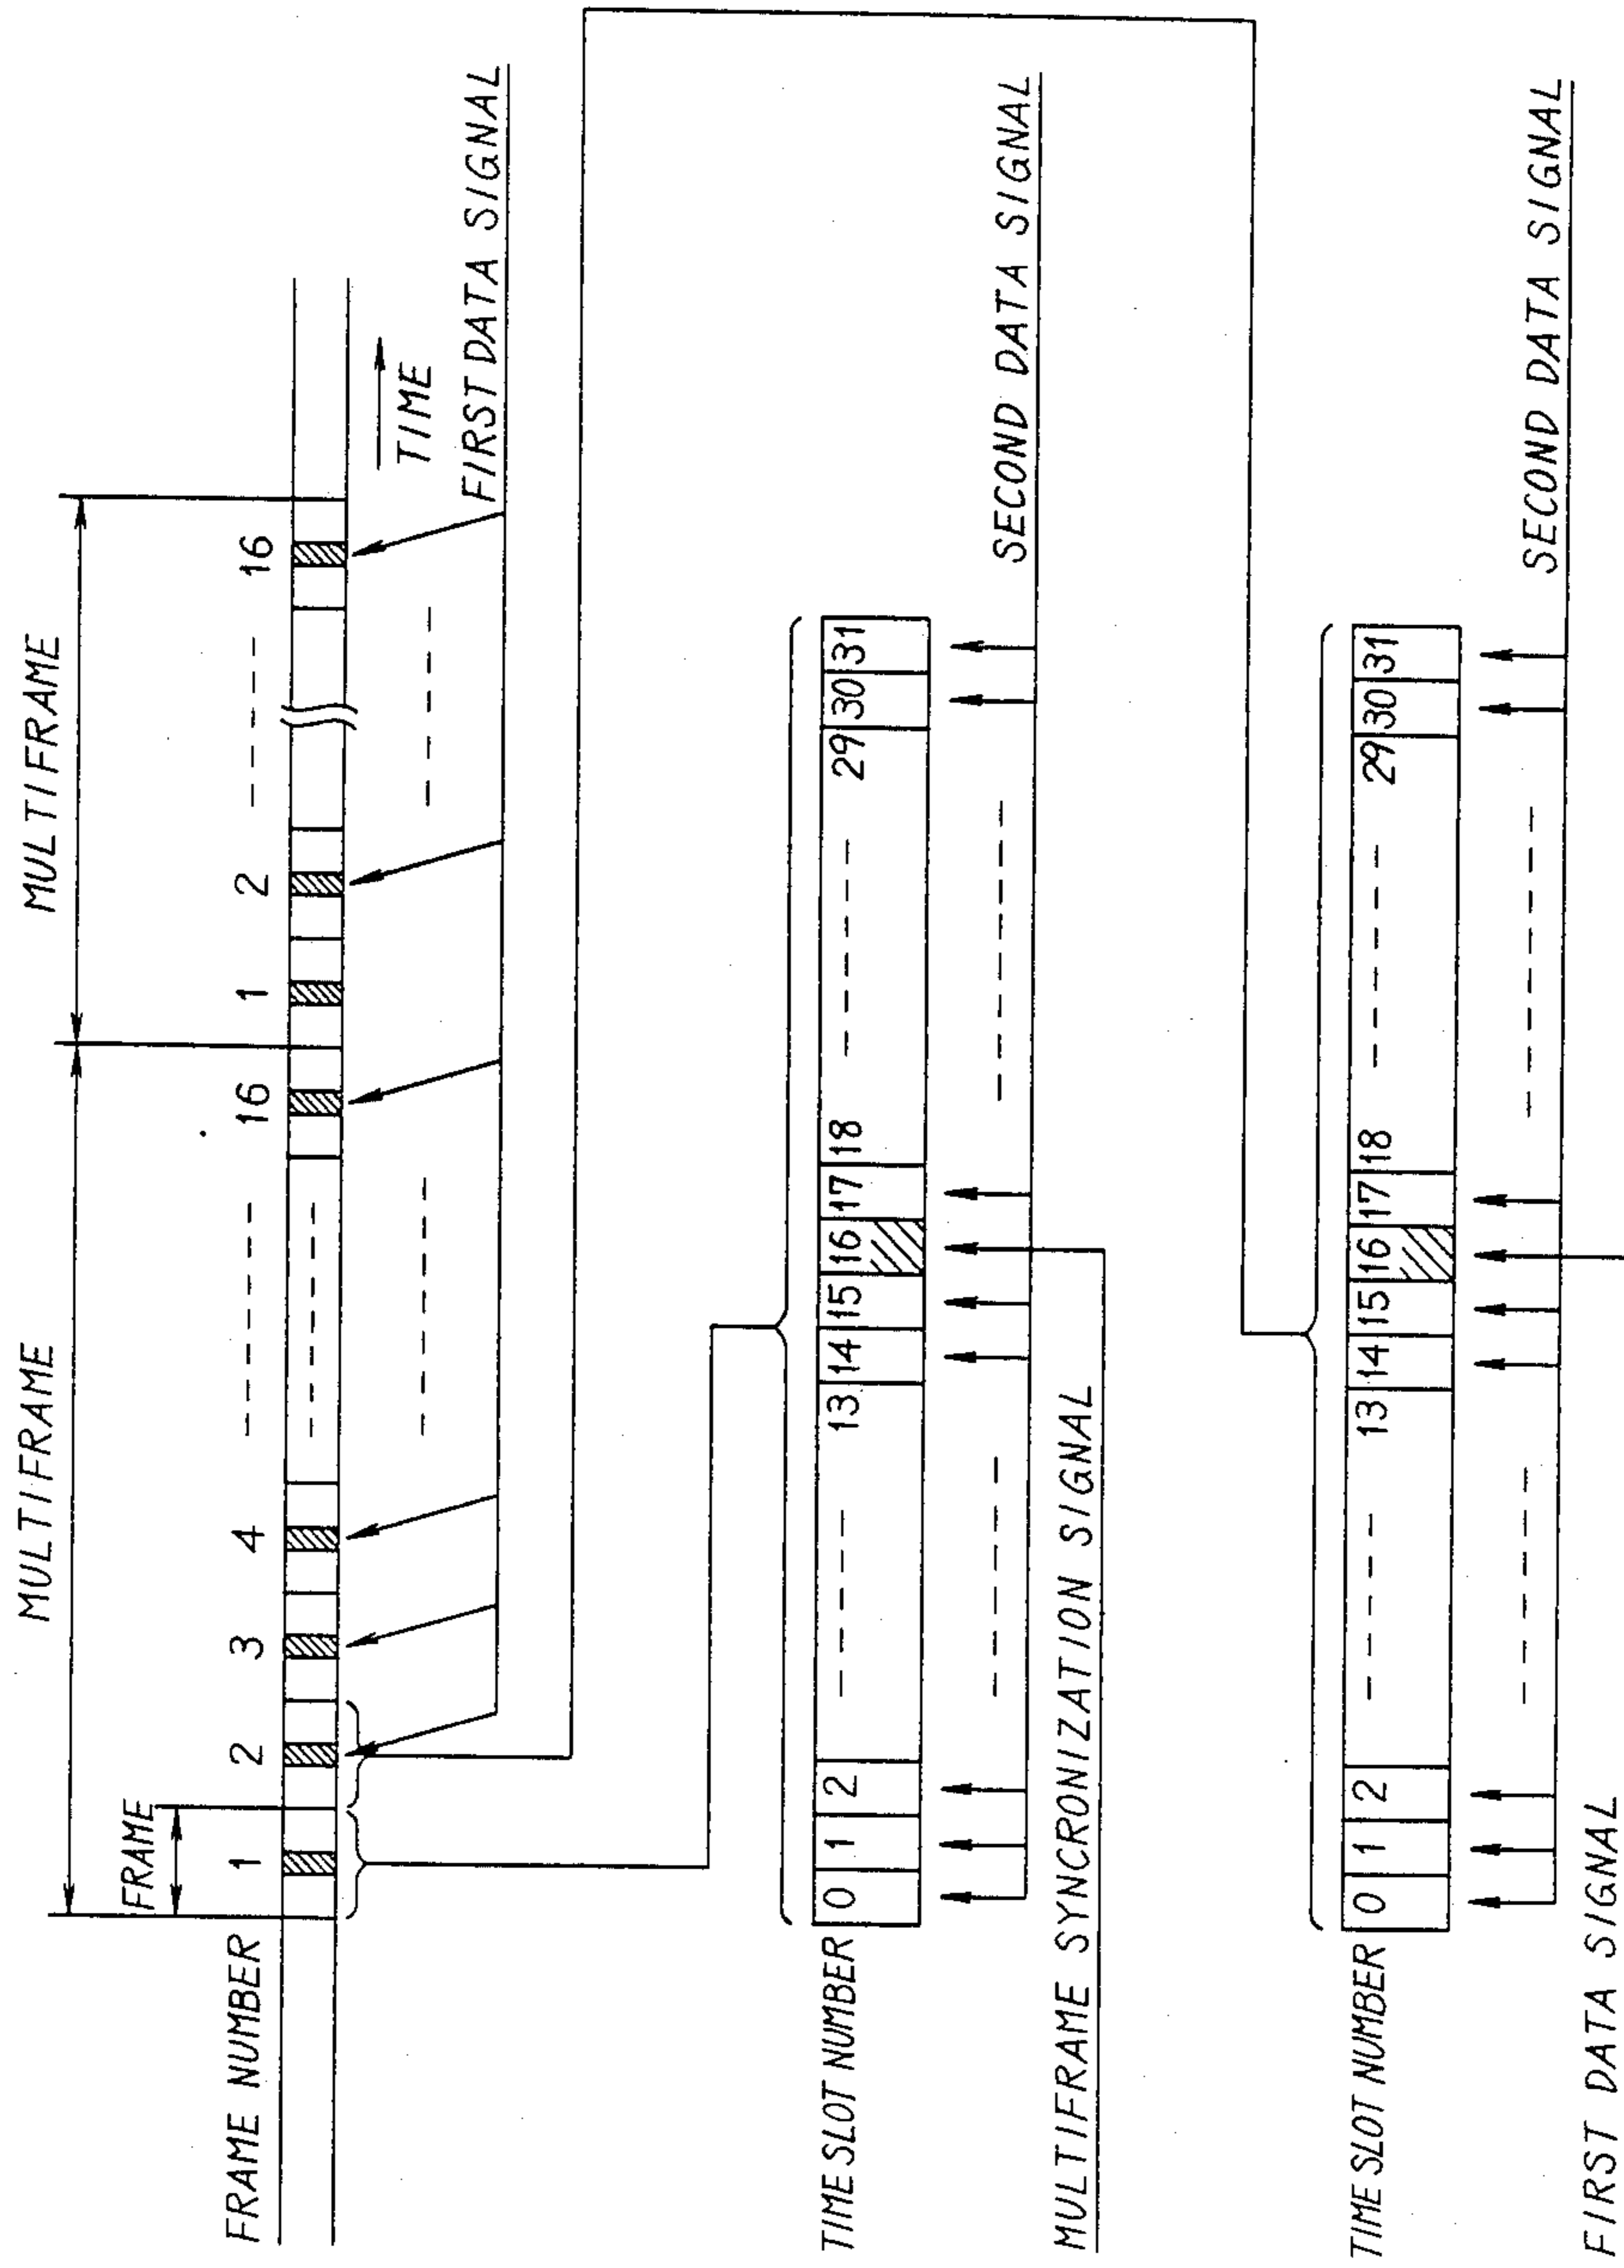 MULTIFRAME MULTIFRAME
FRAME
FRAME NUMBER 1 2 3 4 ----- 16 1 2 ----- 16
TIME
FIRST DATA SIGNAL
TIME SLOT NUMBER 0 1 2 ----- 13 14 15 16 17 18 ----- 29 30 31
SECOND DATA SIGNAL
MULTIFRAME SYNCRONIZATION SIGNAL
TIME SLOT NUMBER 0 1 2 ----- 13 14 15 16 17 18 ----- 29 30 31
SECOND DATA SIGNAL
FIRST DATA SIGNAL